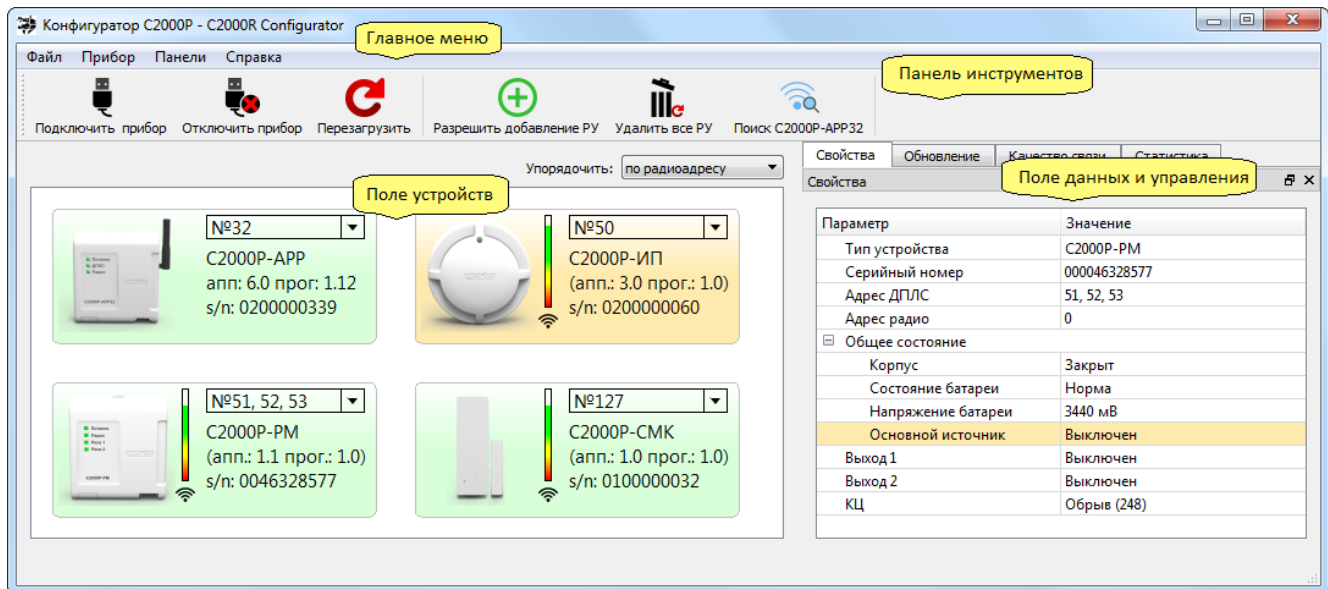 Конфигуратор С2000Р - C2000R Configurator
Главное меню
Файл Прибор Панели Справка
Панель инструментов
Подключить прибор Отключить прибор Перезагрузить Разрешить добавление РУ Удалить все РУ Поиск С2000Р-АРР32
Упорядочить: по радиоадресу
Поле устройств
№32
С2000Р-АРР
апп: 6.0 прог: 1.12
s/n: 0200000339
№50
С2000Р-ИП
(апп.: 3.0 прог.: 1.0)
s/n: 0200000060
№51, 52, 53
С2000Р-РМ
(апп.: 1.1 прог.: 1.0)
s/n: 0046328577
№127
С2000Р-СМК
(апп.: 1.0 прог.: 1.0)
s/n: 0100000032
Свойства Обновление Качество связи Статистика
Поле данных и управления
Свойства
Параметр Значение
Тип устройства С2000Р-РМ
Серийный номер 000046328577
Адрес ДПЛС 51, 52, 53
Адрес радио 0
Общее состояние
Корпус Закрыт
Состояние батареи Норма
Напряжение батареи 3440 мВ
Основной источник Выключен
Выход 1 Выключен
Выход 2 Выключен
КЦ Обрыв (248)